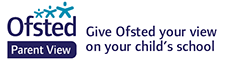 Ofsted
Parent View
Give Ofsted your view
on your child's school